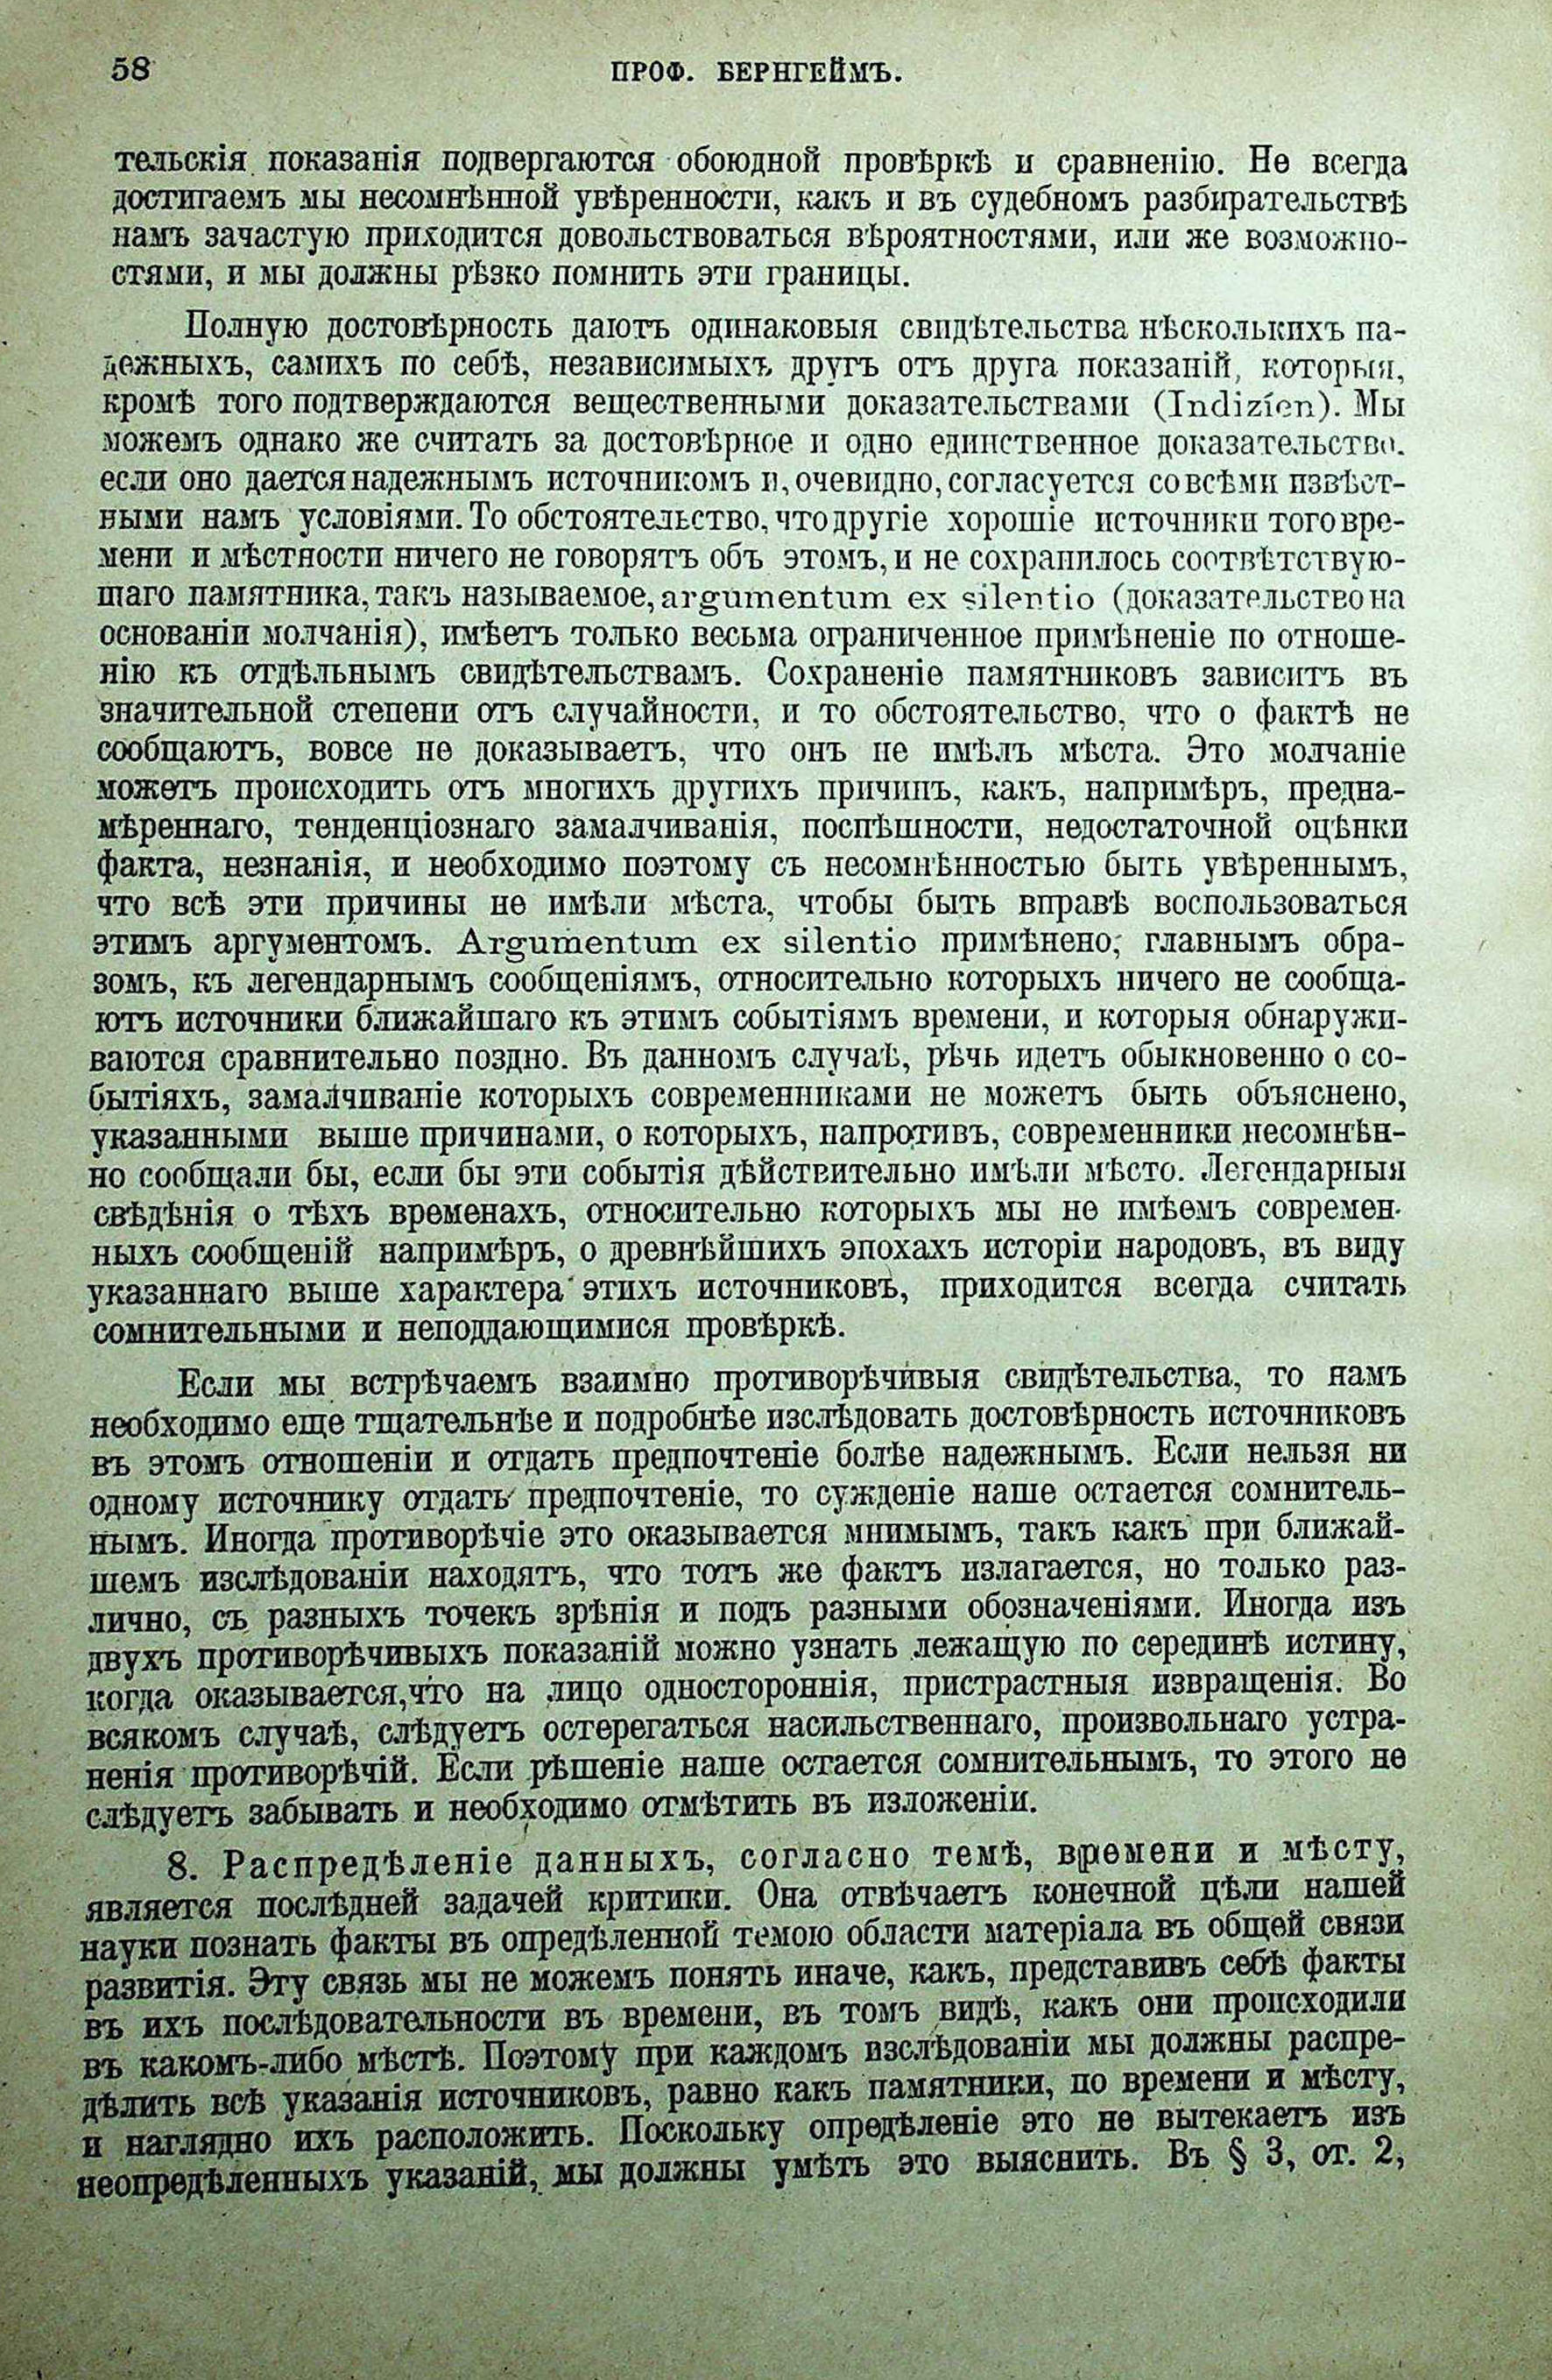 58
ПРОФ. БЕРНГЕЙМЪ.
тельскія показанія подвергаются обоюдной провѣркѣ и сравненію. Не всегда
достигаемъ мы несомнѣнной увѣренности, какъ и въ судебномъ разбирательствѣ
намъ зачастую приходится довольствоваться вѣроятностями, или же возможно-
стями, и мы должны рѣзко помнить эти границы.
Полную достовѣрность даютъ одинаковыя свидѣтельства нѣсколькихъ на-
дежныхъ, самихъ по себѣ, независимыхъ другъ отъ друга показаній, которыя,
кромѣ того подтверждаются вещественными доказательствами (Indizien). Мы
можемъ однако же считать за достовѣрное и одно единственное доказательство.
если оно дается надежнымъ источникомъ и, очевидно, согласуется со всѣми извѣст-
ными намъ условіями. То обстоятельство, что другіе хорошіе источники того вре-
мени и мѣстности ничего не говорятъ объ этомъ, и не сохранилось соотвѣтствую-
щаго памятника, такъ называемое, argumentum ex silentio (доказательство на
основаніи молчанія), имѣетъ только весьма ограниченное примѣненіе по отноше-
нію къ отдѣльнымъ свидѣтельствамъ. Сохраненіе памятниковъ зависитъ въ
значительной степени отъ случайности, и то обстоятельство, что о фактѣ не
сообщаютъ, вовсе не доказываетъ, что онъ не имѣлъ мѣста. Это молчаніе
можетъ происходить отъ многихъ другихъ причинъ, какъ, напримѣръ, предна-
мѣреннаго, тенденціознаго замалчиванія, поспѣшности, недостаточной оцѣнки
факта, незнанія, и необходимо поэтому съ несомнѣнностью быть увѣреннымъ,
что всѣ эти причины не имѣли мѣста, чтобы быть вправѣ воспользоваться
этимъ аргументомъ. Argumentum ex silentio примѣнено, главнымъ обра-
зомъ, къ легендарнымъ сообщеніямъ, относительно которыхъ ничего не сообща-
ютъ источники ближайшаго къ этимъ событіямъ времени, и которыя обнаружи-
ваются сравнительно поздно. Въ данномъ случаѣ, рѣчь идетъ обыкновенно о со-
бытіяхъ, замалчиваніе которыхъ современниками не можетъ быть объяснено,
указанными выше причинами, о которыхъ, напротивъ, современники несомнѣн-
но сообщали бы, если бы эти событія дѣйствительно имѣли мѣсто. Легендарныя
свѣдѣнія о тѣхъ временахъ, относительно которыхъ мы не имѣемъ современ-
ныхъ сообщеній напримѣръ, о древнѣйшихъ эпохахъ исторіи народовъ, въ виду
указаннаго выше характера этихъ источниковъ, приходится всегда считать
сомнительными и неподдающимися провѣркѣ.
Если мы встрѣчаемъ взаимно противорѣчивыя свидѣтельства, то намъ
необходимо еще тщательнѣе и подробнѣе изслѣдовать достовѣрность источниковъ
въ этомъ отношеніи и отдать предпочтеніе болѣе надежнымъ. Если нельзя ни
одному источнику отдать предпочтеніе, то сужденіе наше остается сомнитель-
нымъ. Иногда противорѣчіе это оказывается мнимымъ, такъ какъ при ближай-
шемъ изслѣдованіи находятъ, что тотъ же фактъ излагается, но только раз-
лично, съ разныхъ точекъ зрѣнія и подъ разными обозначеніями. Иногда изъ
двухъ противорѣчивыхъ показаній можно узнать лежащую по серединѣ истину,
когда оказывается,что на лицо одностороннія, пристрастныя извращенія. Во
всякомъ случаѣ, слѣдуетъ остерегаться насильственнаго, произвольнаго устра-
ненія противорѣчій. Если рѣшеніе наше остается сомнительнымъ, то этого не
слѣдуетъ забывать и необходимо отмѣтить въ изложеніи.
8. Распредѣленіе данныхъ, согласно темѣ, времени и мѣсту,
является послѣдней задачей критики. Она отвѣчаетъ конечной цѣли нашей
науки познать факты въ опредѣленной темою области матеріала въ общей связи
развитія. Эту связь мы не можемъ понять иначе, какъ, представивъ себѣ факты
въ ихъ послѣдовательности въ времени, въ томъ видѣ, какъ они происходили
въ какомъ-либо мѣстѣ. Поэтому при каждомъ изслѣдованіи мы должны распре-
дѣлить всѣ указанія источниковъ, равно какъ памятники, по времени и мѣсту,
и наглядно ихъ расположить. Поскольку опредѣленіе это не вытекаетъ изъ
неопредѣленныхъ указаній, мы должны умѣть это выяснить. Въ § 3, от. 2,